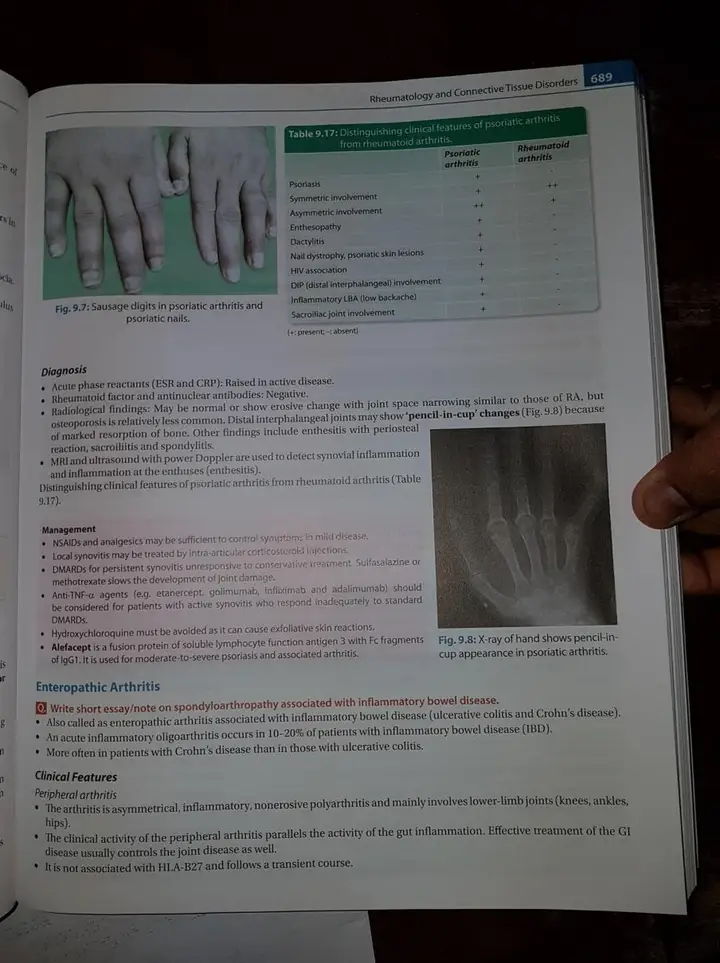 Rheumatology and Connective Tissue Disorders 689
Fig. 9.7: Sausage digits in psoriatic arthritis and
psoriatic nails.
Table 9.17: Distinguishing clinical features of psoriatic arthritis
from rheumatoid arthritis.
Psoriatic arthritis Rheumatoid arthritis
Psoriasis + -
Symmetric involvement + ++
Asymmetric involvement ++ +
Enthesopathy + -
Dactylitis + -
Nail dystrophy, psoriatic skin lesions + -
HIV association + -
DIP (distal interphalangeal) involvement + -
Inflammatory LBA (low backache) + -
Sacroiliac joint involvement + -
(+: present; -: absent)
Diagnosis
• Acute phase reactants (ESR and CRP): Raised in active disease.
• Rheumatoid factor and antinuclear antibodies: Negative.
• Radiological findings: May be normal or show erosive change with joint space narrowing similar to those of RA, but
osteoporosis is relatively less common. Distal interphalangeal joints may show 'pencil-in-cup' changes (Fig. 9.8) because
of marked resorption of bone. Other findings include enthesitis with periosteal
reaction, sacroiliitis and spondylitis.
• MRI and ultrasound with power Doppler are used to detect synovial inflammation
and inflammation at the enthuses (enthesitis).
Distinguishing clinical features of psoriatic arthritis from rheumatoid arthritis (Table
9.17).
Management
• NSAIDs and analgesics may be sufficient to control symptoms in mild disease.
• Local synovitis may be treated by intra-articular corticosteroid injections.
• DMARDs for persistent synovitis unresponsive to conservative treatment. Sulfasalazine or
methotrexate slows the development of joint damage.
• Anti-TNF-α agents (e.g. etanercept, golimumab, infliximab and adalimumab) should
be considered for patients with active synovitis who respond inadequately to standard
DMARDs.
• Hydroxychloroquine must be avoided as it can cause exfoliative skin reactions.
• Alefacept is a fusion protein of soluble lymphocyte function antigen 3 with Fc fragments
of IgG1. It is used for moderate-to-severe psoriasis and associated arthritis.
Fig. 9.8: X-ray of hand shows pencil-in-
cup appearance in psoriatic arthritis.
Enteropathic Arthritis
Q. Write short essay/note on spondyloarthropathy associated with inflammatory bowel disease.
• Also called as enteropathic arthritis associated with inflammatory bowel disease (ulcerative colitis and Crohn's disease).
• An acute inflammatory oligoarthritis occurs in 10–20% of patients with inflammatory bowel disease (IBD).
• More often in patients with Crohn's disease than in those with ulcerative colitis.
Clinical Features
Peripheral arthritis
• The arthritis is asymmetrical, inflammatory, nonerosive polyarthritis and mainly involves lower-limb joints (knees, ankles,
hips).
• The clinical activity of the peripheral arthritis parallels the activity of the gut inflammation. Effective treatment of the GI
disease usually controls the joint disease as well.
• It is not associated with HLA-B27 and follows a transient course.